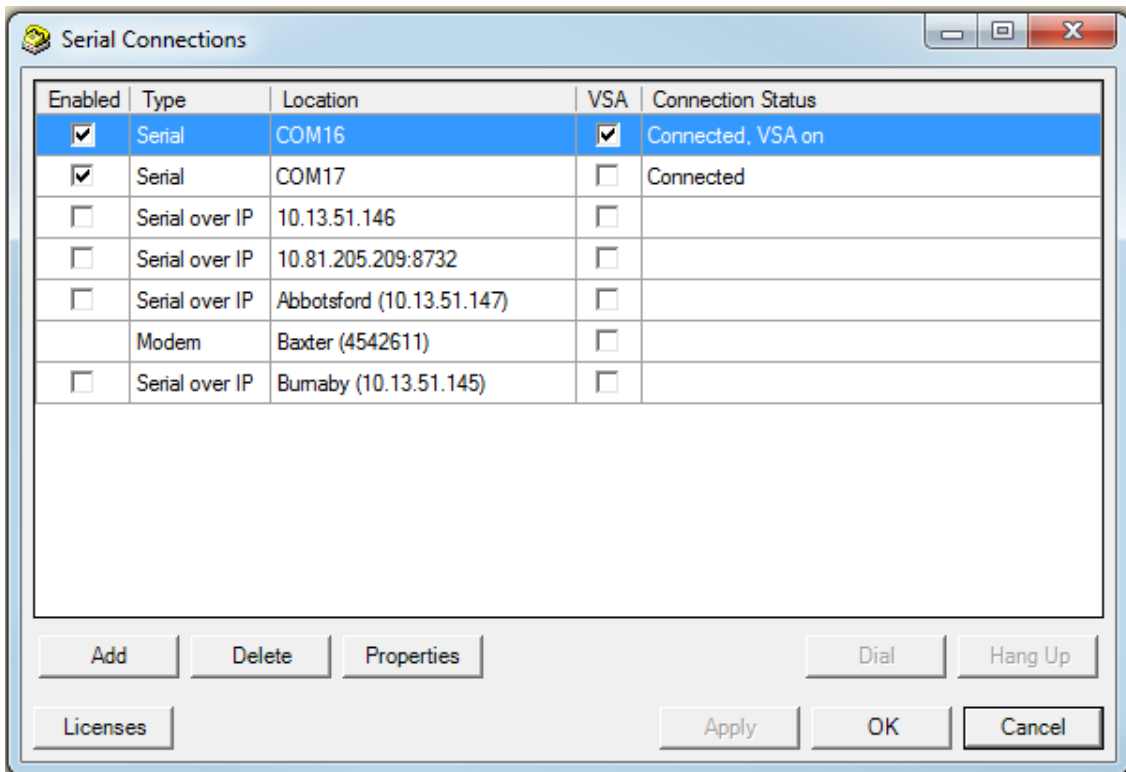 Serial Connections
Enabled Type Location VSA Connection Status
Serial COM16 Connected, VSA on
Serial COM17 Connected
Serial over IP 10.13.51.146
Serial over IP 10.81.205.209:8732
Serial over IP Abbotsford (10.13.51.147)
Modem Baxter (4542611)
Serial over IP Burnaby (10.13.51.145)
Add Delete Properties Dial Hang Up
Licenses Apply OK Cancel